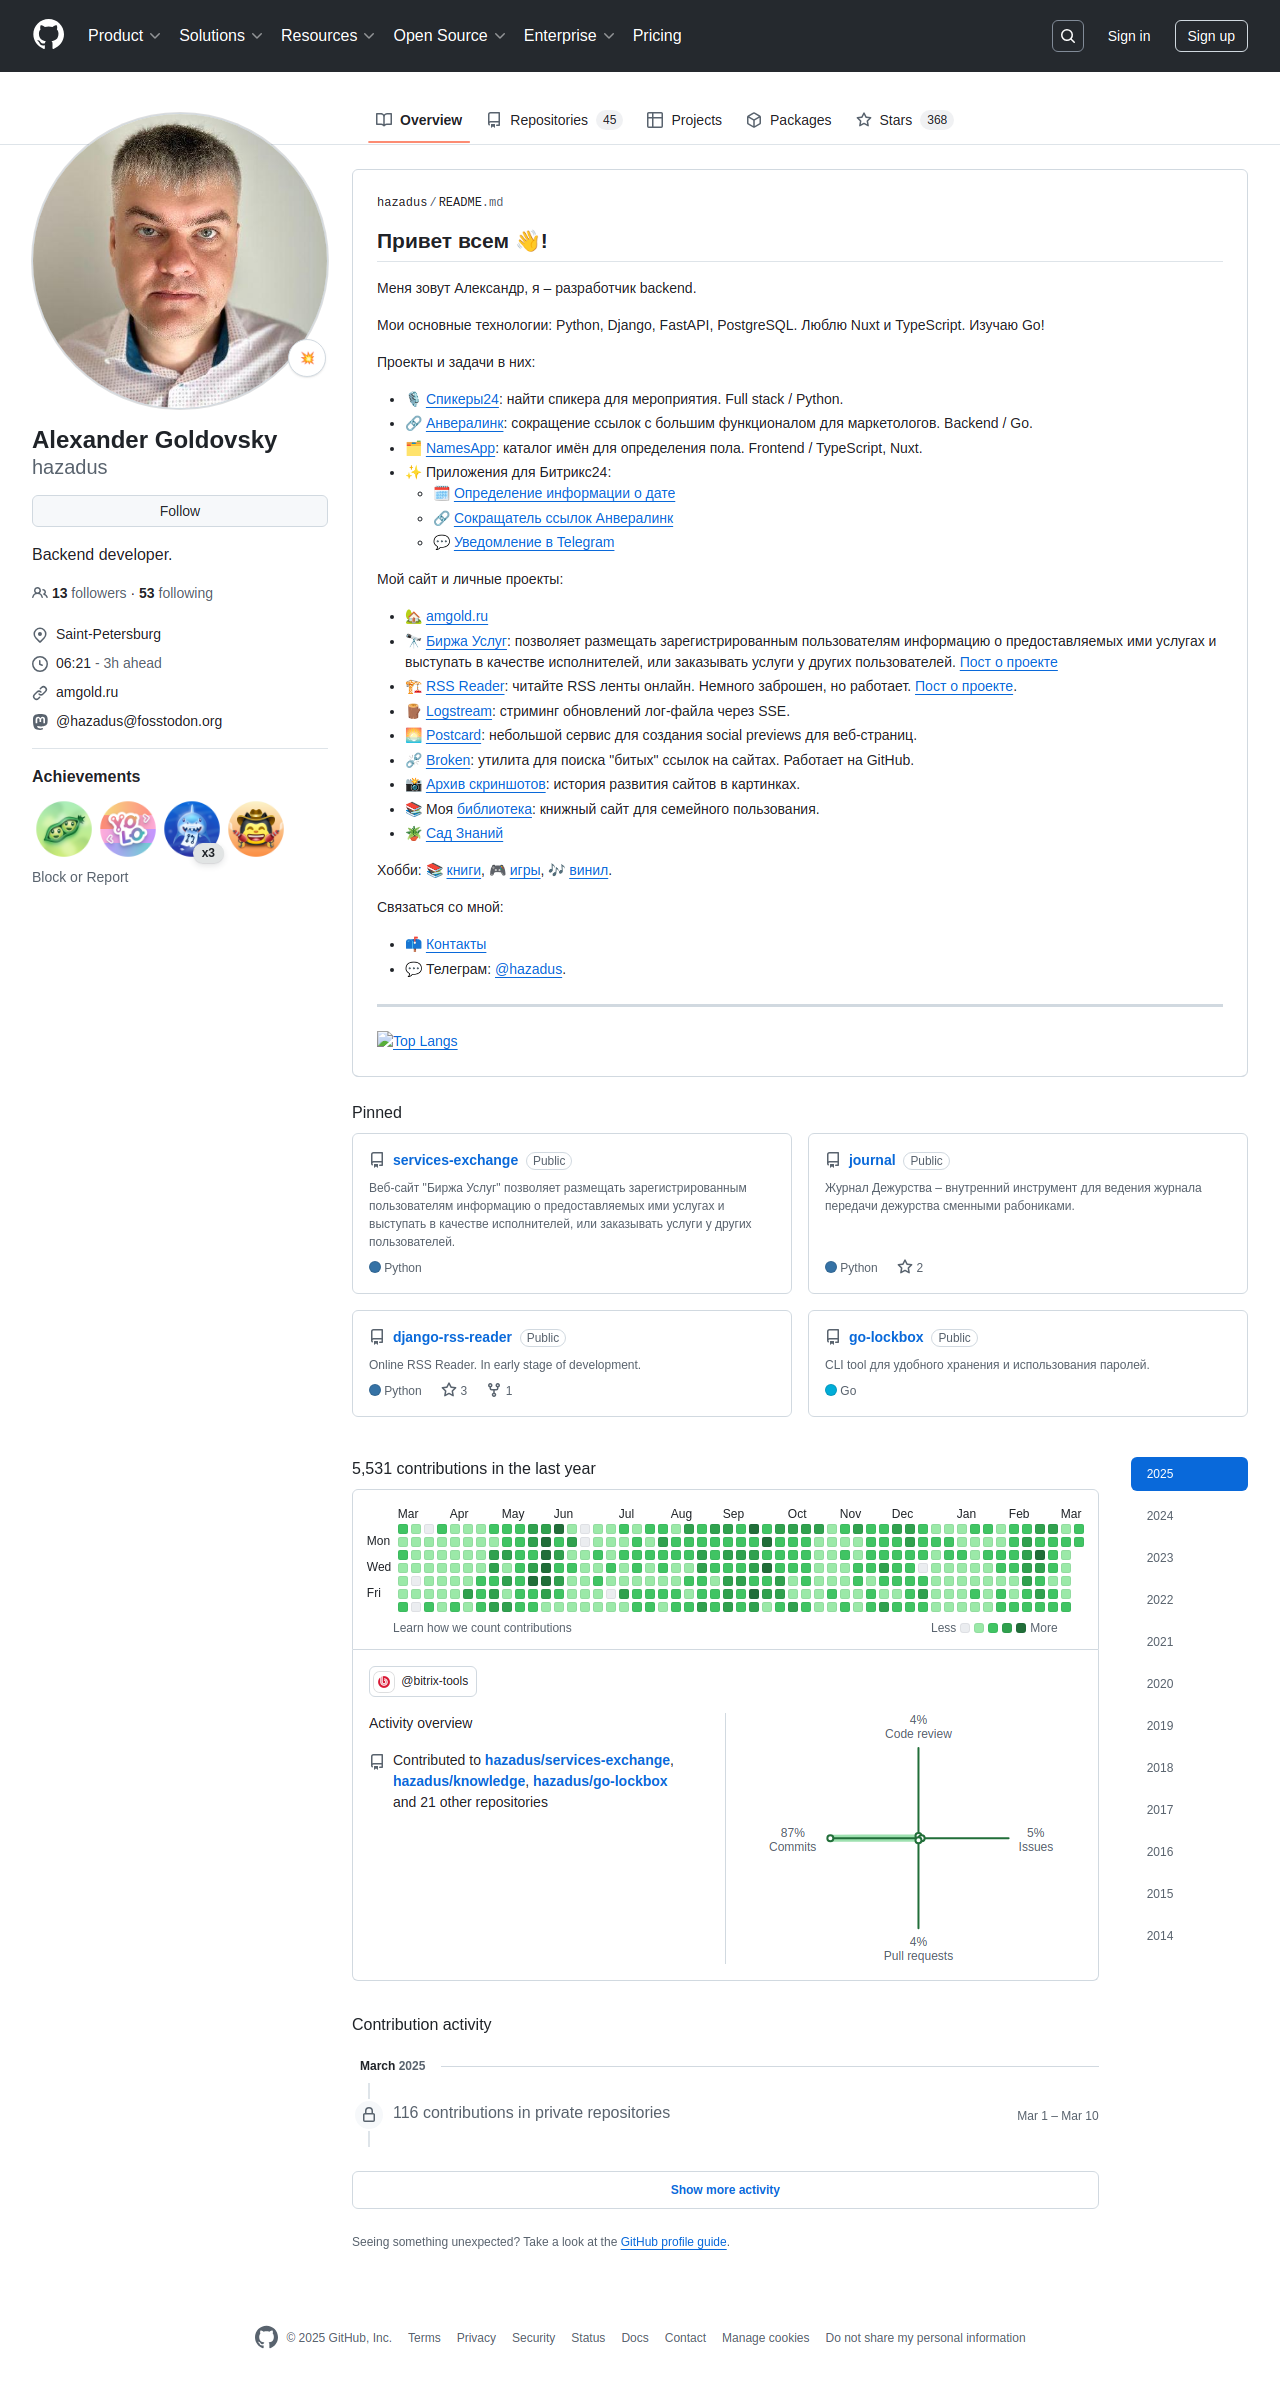 Product Solutions Resources Open Source Enterprise Pricing Sign in Sign up
Overview Repositories 45 Projects Packages Stars 368
Alexander Goldovsky
hazadus
Follow
Backend developer.
13 followers · 53 following
Saint-Petersburg
06:21 - 3h ahead
amgold.ru
@hazadus@fosstodon.org
Achievements
YOLO
x3
Block or Report
hazadus/README.md
Привет всем 👋!
Меня зовут Александр, я – разработчик backend.
Мои основные технологии: Python, Django, FastAPI, PostgreSQL. Люблю Nuxt и TypeScript. Изучаю Go!
Проекты и задачи в них:
🎙️ Спикеры24: найти спикера для мероприятия. Full stack / Python.
🔗 Анвералинк: сокращение ссылок с большим функционалом для маркетологов. Backend / Go.
🗂️ NamesApp: каталог имён для определения пола. Frontend / TypeScript, Nuxt.
✨ Приложения для Битрикс24:
🗓️ Определение информации о дате
🔗 Сокращатель ссылок Анвералинк
💬 Уведомление в Telegram
Мой сайт и личные проекты:
🏡 amgold.ru
🔭 Биржа Услуг: позволяет размещать зарегистрированным пользователям информацию о предоставляемых ими услугах и
выступать в качестве исполнителей, или заказывать услуги у других пользователей. Пост о проекте
🏗️ RSS Reader: читайте RSS ленты онлайн. Немного заброшен, но работает. Пост о проекте.
🪵 Logstream: стриминг обновлений лог-файла через SSE.
🌅 Postcard: небольшой сервис для создания social previews для веб-страниц.
🔗 Broken: утилита для поиска "битых" ссылок на сайтах. Работает на GitHub.
📸 Архив скриншотов: история развития сайтов в картинках.
📚 Моя библиотека: книжный сайт для семейного пользования.
🪴 Сад Знаний
Хобби: 📚 книги, 🎮 игры, 🎶 винил.
Связаться со мной:
📫 Контакты
💬 Телеграм: @hazadus.
Top Langs
Pinned
services-exchange Public
Веб-сайт "Биржа Услуг" позволяет размещать зарегистрированным
пользователям информацию о предоставляемых ими услугах и
выступать в качестве исполнителей, или заказывать услуги у других
пользователей.
Python
journal Public
Журнал Дежурства – внутренний инструмент для ведения журнала
передачи дежурства сменными рабониками.
Python 2
django-rss-reader Public
Online RSS Reader. In early stage of development.
Python 3 1
go-lockbox Public
CLI tool для удобного хранения и использования паролей.
Go
5,531 contributions in the last year
Mar Apr May Jun Jul Aug Sep Oct Nov Dec Jan Feb Mar
Mon
Wed
Fri
Learn how we count contributions Less More
@bitrix-tools
Activity overview
Contributed to hazadus/services-exchange,
hazadus/knowledge, hazadus/go-lockbox
and 21 other repositories
4%
Code review
87%
Commits
5%
Issues
4%
Pull requests
2025
2024
2023
2022
2021
2020
2019
2018
2017
2016
2015
2014
Contribution activity
March 2025
116 contributions in private repositories Mar 1 – Mar 10
Show more activity
Seeing something unexpected? Take a look at the GitHub profile guide.
© 2025 GitHub, Inc. Terms Privacy Security Status Docs Contact Manage cookies Do not share my personal information